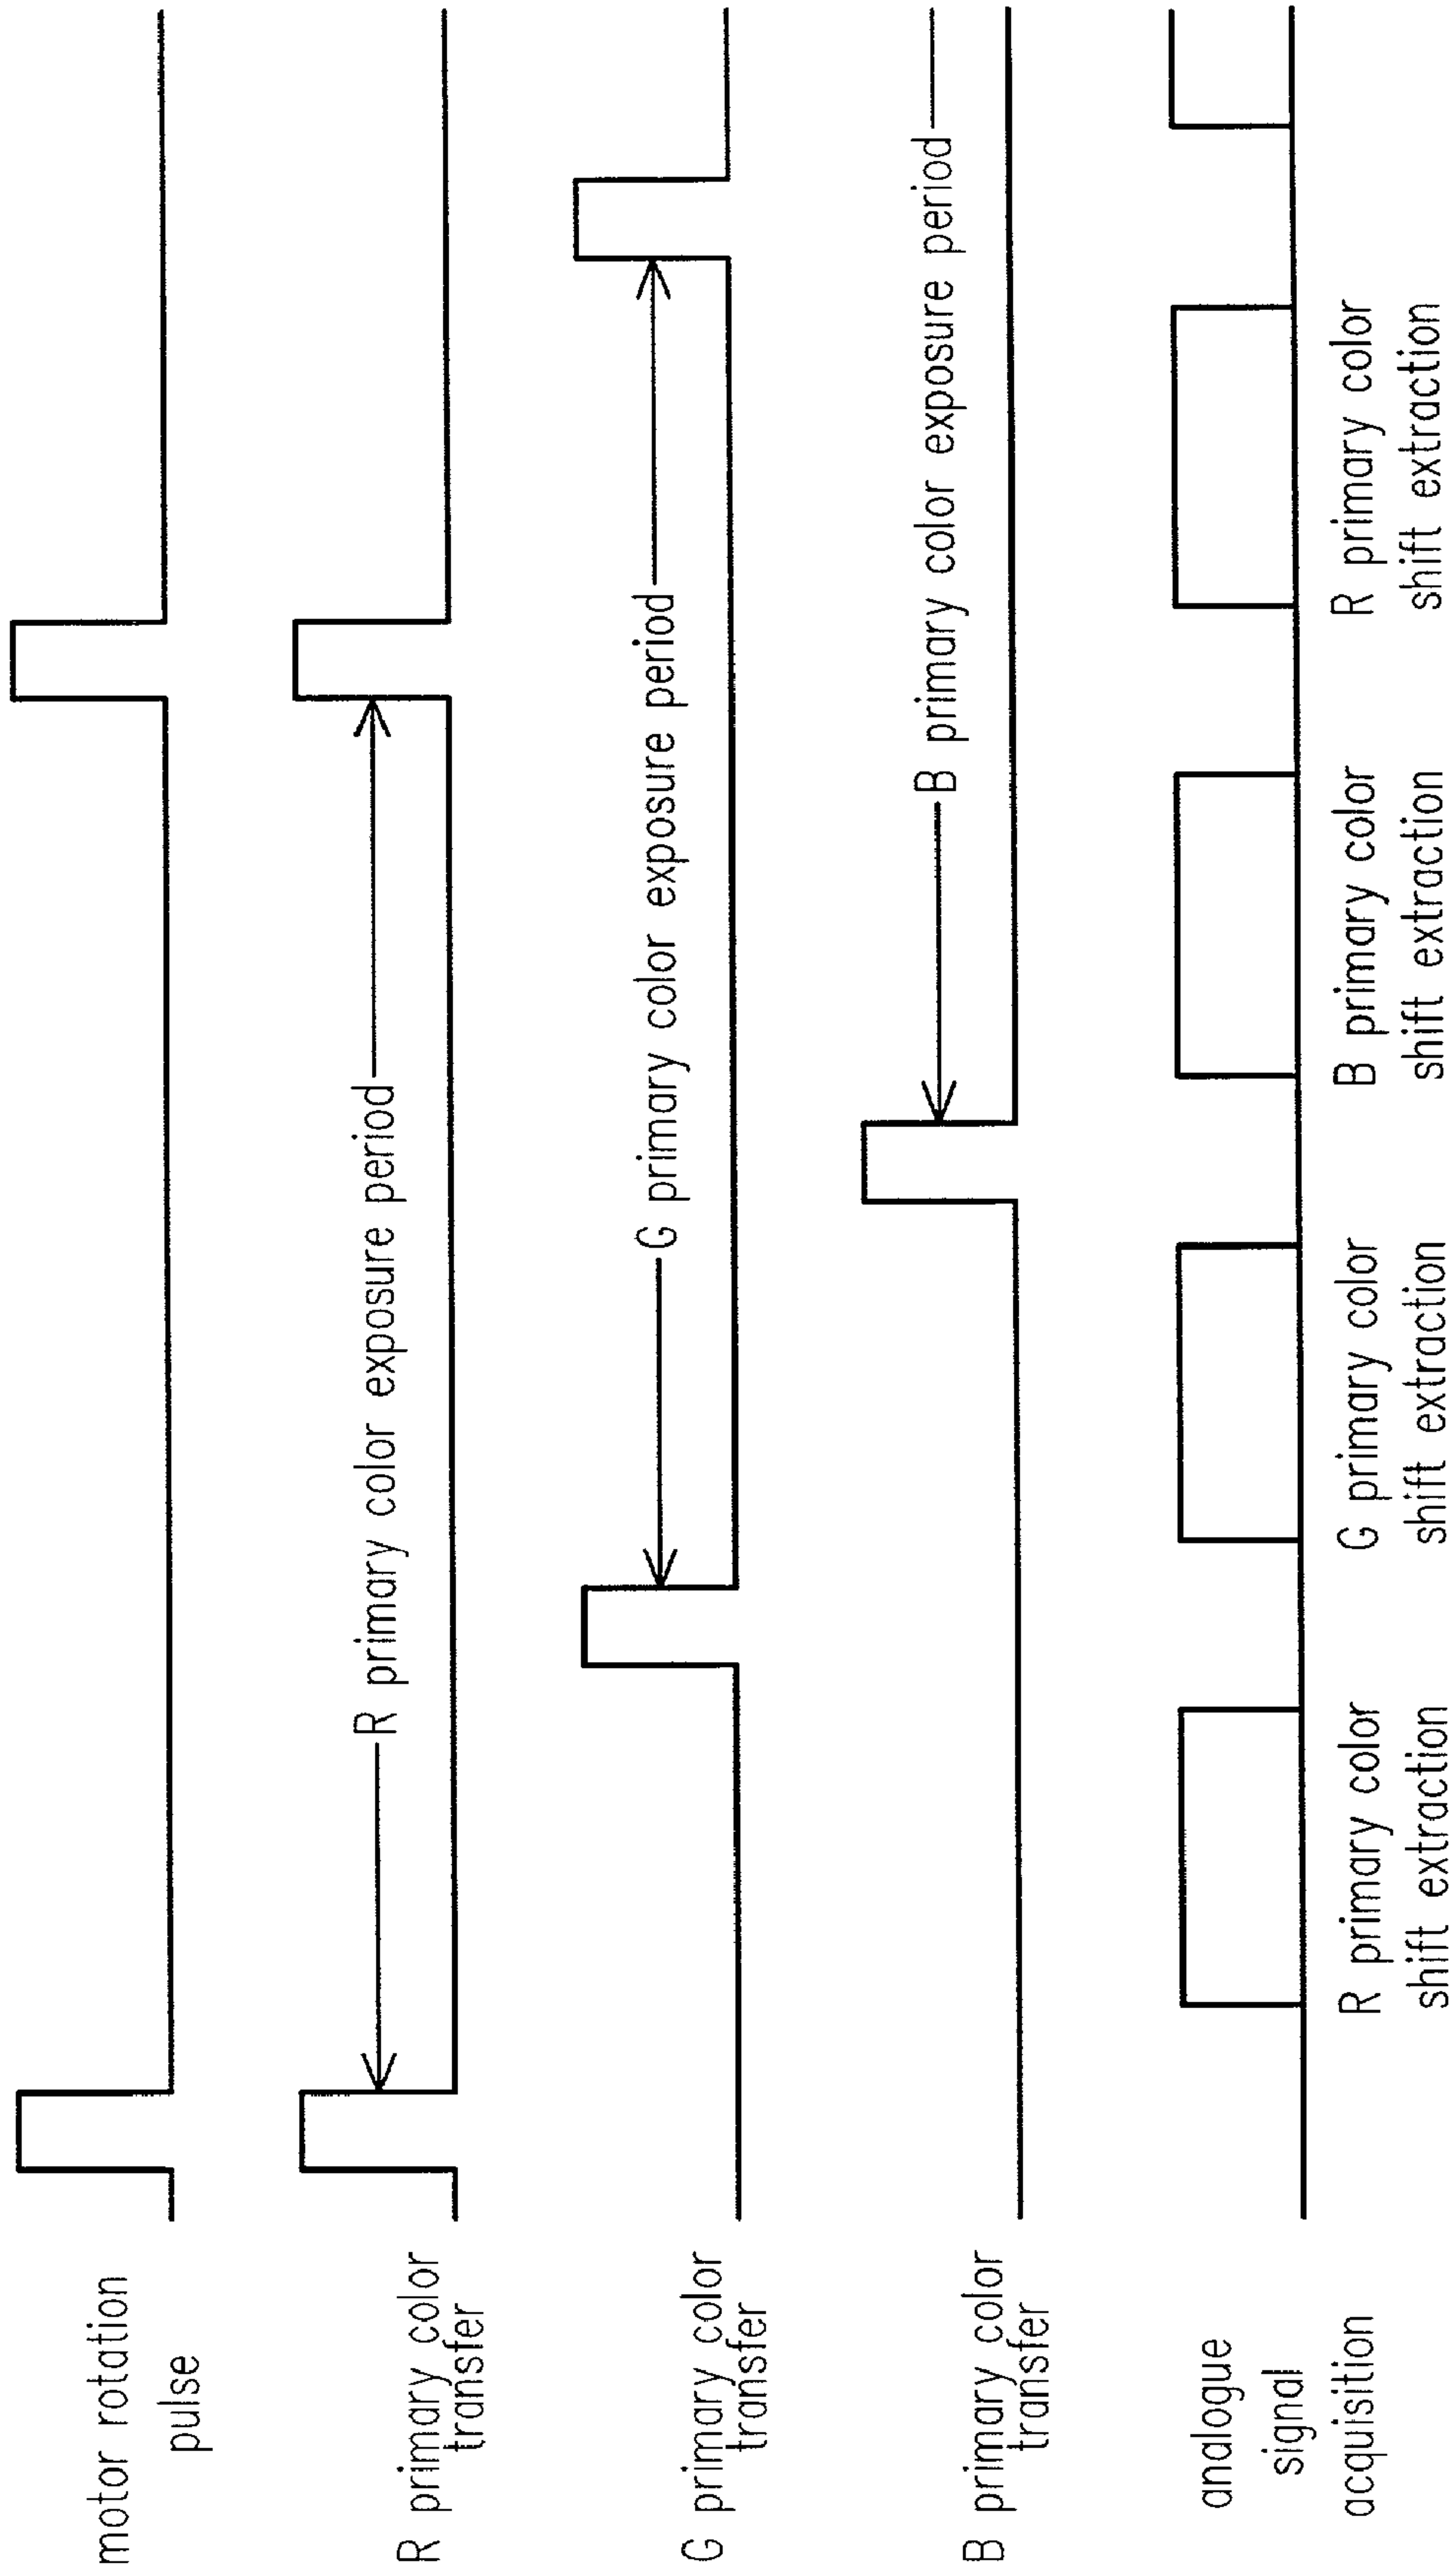 motor rotation
pulse
R primary color
transfer
R primary color exposure period
G primary color
transfer
G primary color exposure period
B primary color
transfer
B primary color exposure period
analogue
signal
acquisition
R primary color
shift extraction
G primary color
shift extraction
B primary color
shift extraction
R primary color
shift extraction